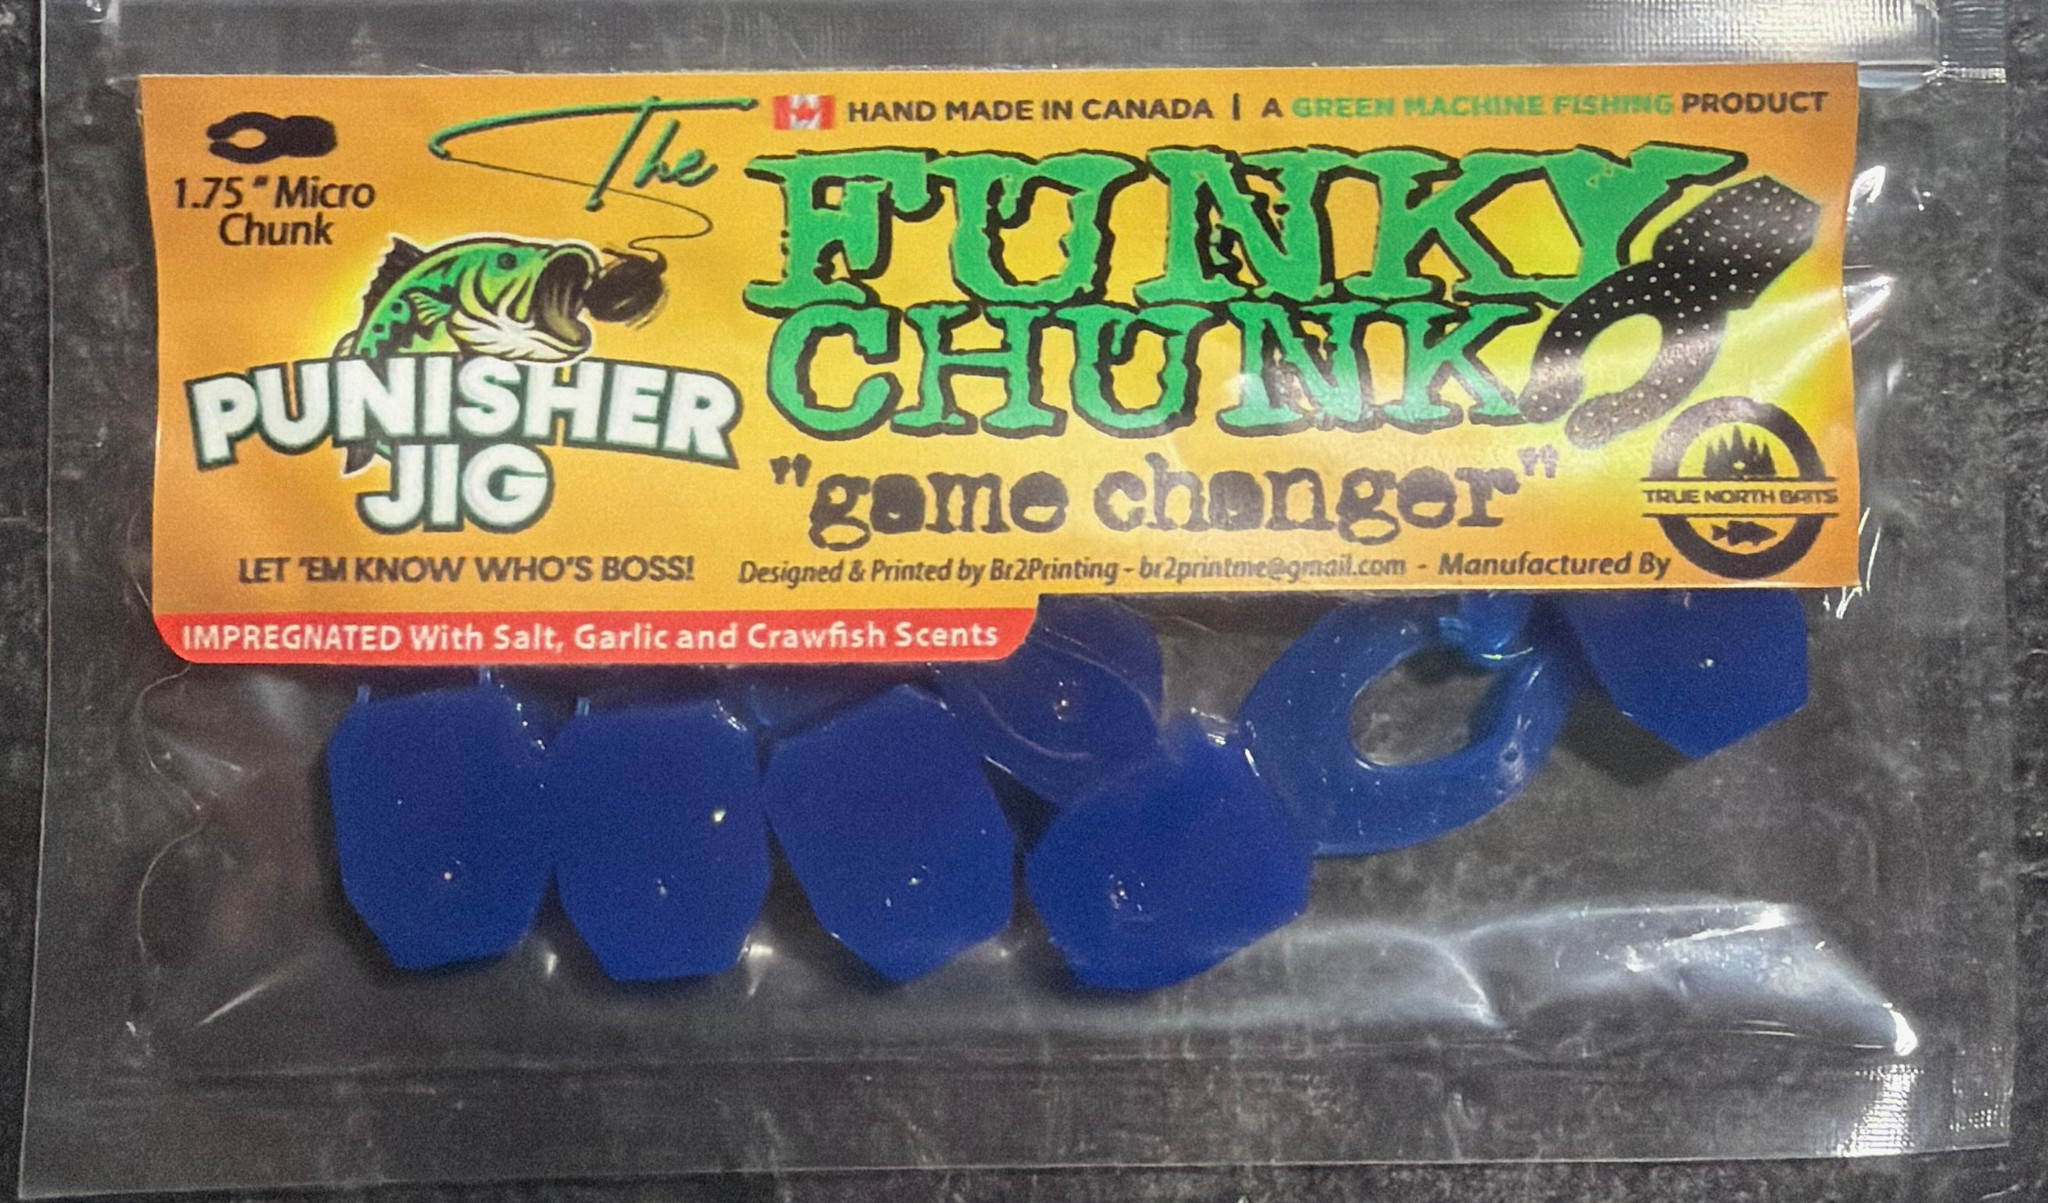 HAND MADE IN CANADA | A GREEN MACHINE FISHING PRODUCT
1.75 " Micro
Chunk
The
FUNKY
CHUNK
"game changer"
PUNISHER
JIG
LET 'EM KNOW WHO'S BOSS!
TRUE NORTH BAITS
Designed & Printed by Br2Printing - br2printme@gmail.com - Manufactured By
IMPREGNATED With Salt, Garlic and Crawfish Scents